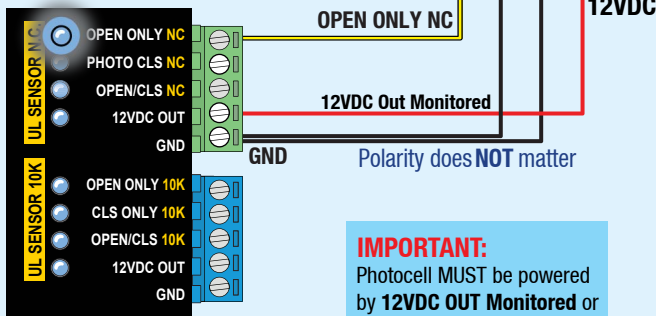 12VDC
OPEN ONLY NC
UL SENSOR N.C.
OPEN ONLY NC
PHOTO CLS NC
OPEN/CLS NC
12VDC OUT
GND
12VDC Out Monitored
GND
Polarity does NOT matter
UL SENSOR 10K
OPEN ONLY 10K
CLS ONLY 10K
OPEN/CLS 10K
12VDC OUT
GND
IMPORTANT:
Photocell MUST be powered
by 12VDC OUT Monitored or